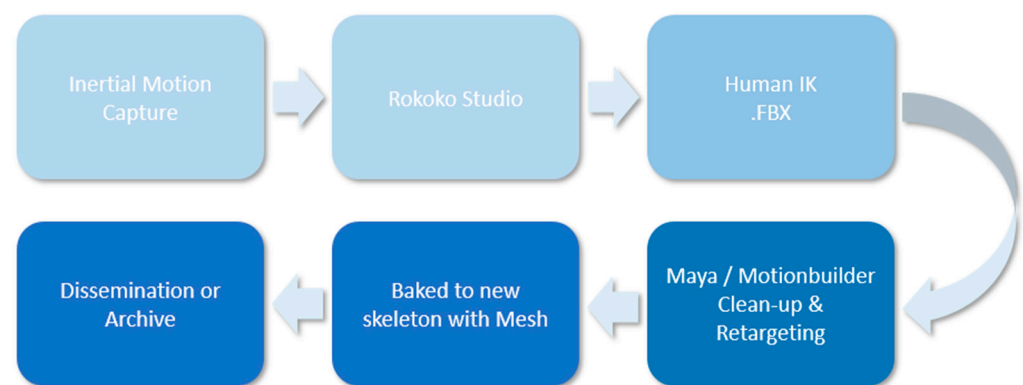 Inertial Motion
Capture
Rokoko Studio
Human IK
.FBX
Maya / Motionbuilder
Clean-up &
Retargeting
Baked to new
skeleton with Mesh
Dissemination or
Archive